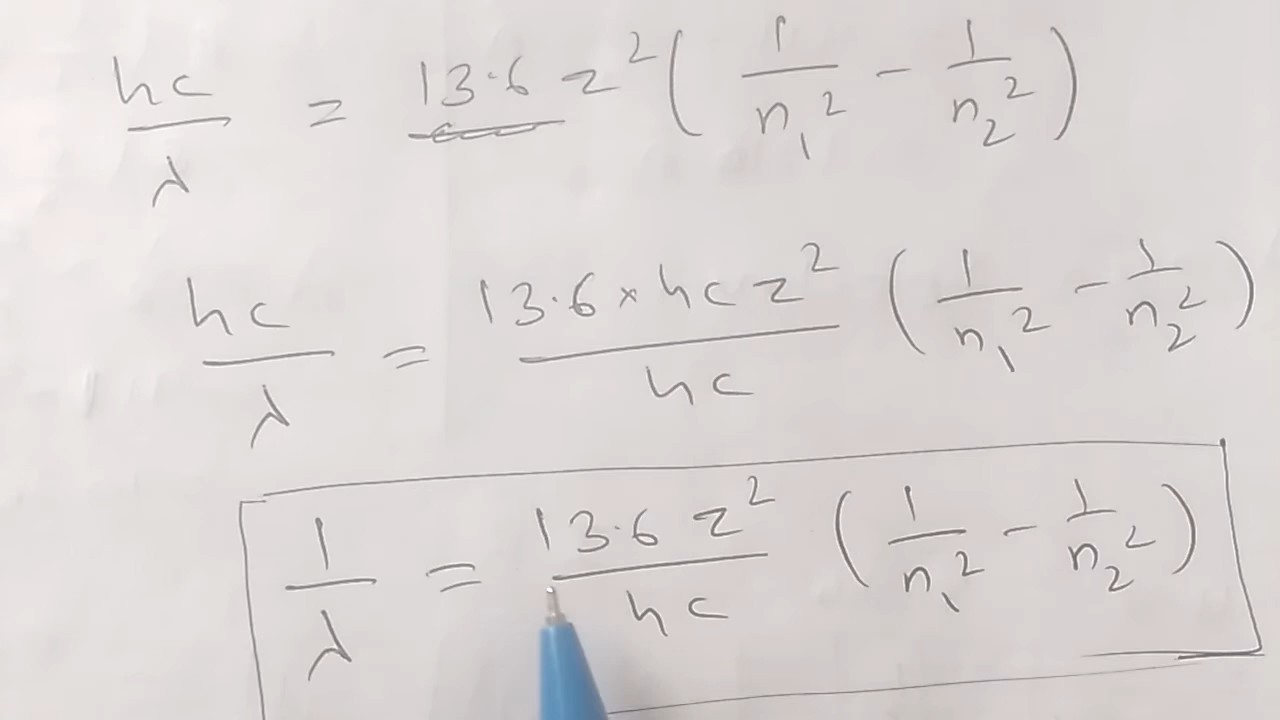 hc/λ = 13.6 z² ( 1/n₁² - 1/n₂² )
hc/λ = 13.6 × hc z²/hc ( 1/n₁² - 1/n₂² )
1/λ = 13.6 z²/hc ( 1/n₁² - 1/n₂² )